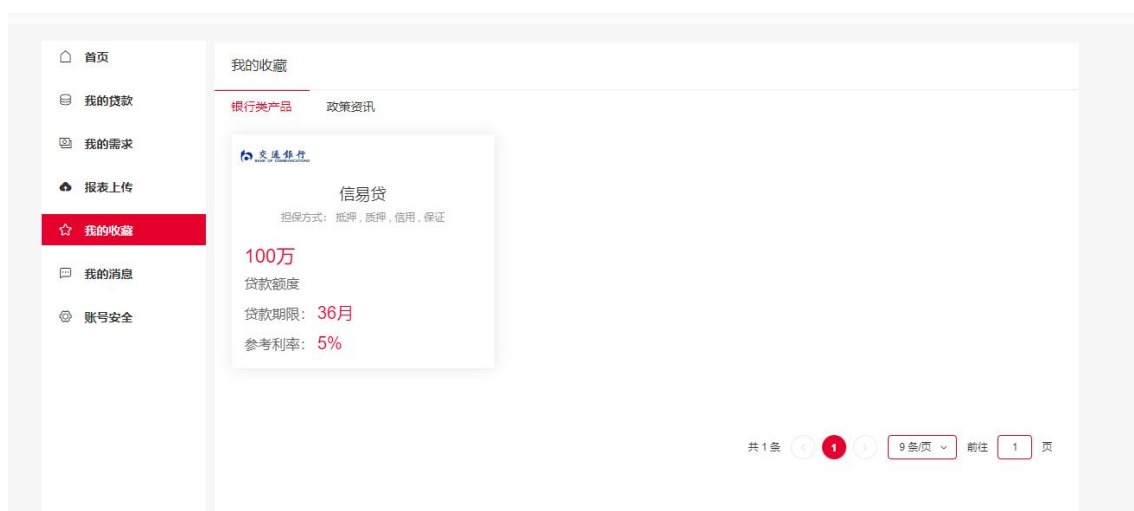 首页
我的贷款
我的需求
报表上传
我的收藏
我的消息
账号安全
我的收藏
银行类产品 政策资讯
交通银行
BANK OF COMMUNICATIONS
信易贷
担保方式: 抵押 , 质押 , 信用 , 保证
100万
贷款额度
贷款期限: 36月
参考利率: 5%
共 1 条 1 9 条/页 前往 1 页